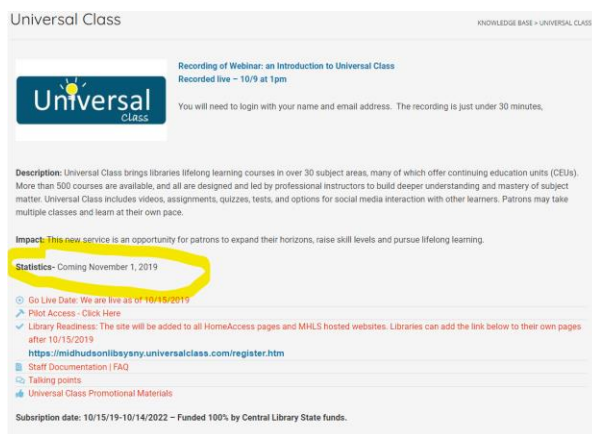 Universal Class
KNOWLEDGE BASE > UNIVERSAL CLASS
Universal
Class
Recording of Webinar: an Introduction to Universal Class
Recorded live – 10/9 at 1pm
You will need to login with your name and email address. The recording is just under 30 minutes,
Description: Universal Class brings libraries lifelong learning courses in over 30 subject areas, many of which offer continuing education units (CEUs).
More than 500 courses are available, and all are designed and led by professional instructors to build deeper understanding and mastery of subject
matter. Universal Class includes videos, assignments, quizzes, tests, and options for social media interaction with other learners. Patrons may take
multiple classes and learn at their own pace.
Impact: This new service is an opportunity for patrons to expand their horizons, raise skill levels and pursue lifelong learning.
Statistics- Coming November 1, 2019
Go Live Date: We are live as of 10/15/2019
Pilot Access - Click Here
Library Readiness: The site will be added to all HomeAccess pages and MHLS hosted websites. Libraries can add the link below to their own pages
after 10/15/2019
https://midhudsonlibsysny.universalclass.com/register.htm
Staff Documentation | FAQ
Talking points
Universal Class Promotional Materials
Subsription date: 10/15/19-10/14/2022 – Funded 100% by Central Library State funds.